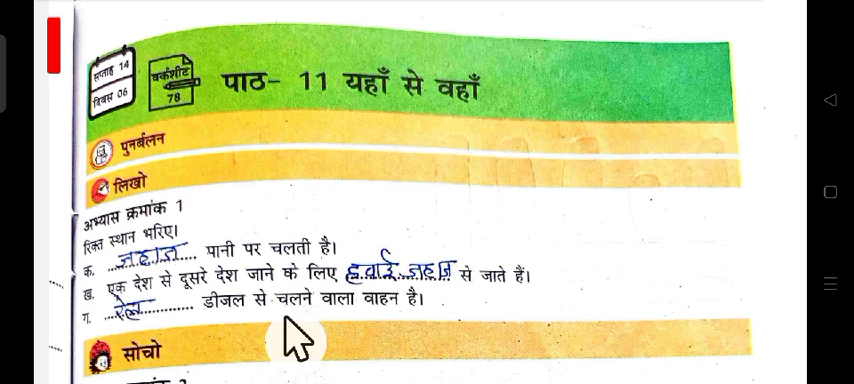 सप्ताह 14
दिवस 06
वर्कशीट
78
पाठ- 11 यहाँ से वहाँ
पुनर्बलन
लिखो
अभ्यास क्रमांक 1
रिक्त स्थान भरिए।
क. ...जहाज.... पानी पर चलती है।
ख. एक देश से दूसरे देश जाने के लिए हवाई जहाज से जाते हैं।
ग. ...रेल............ डीजल से चलने वाला वाहन है।
सोचो